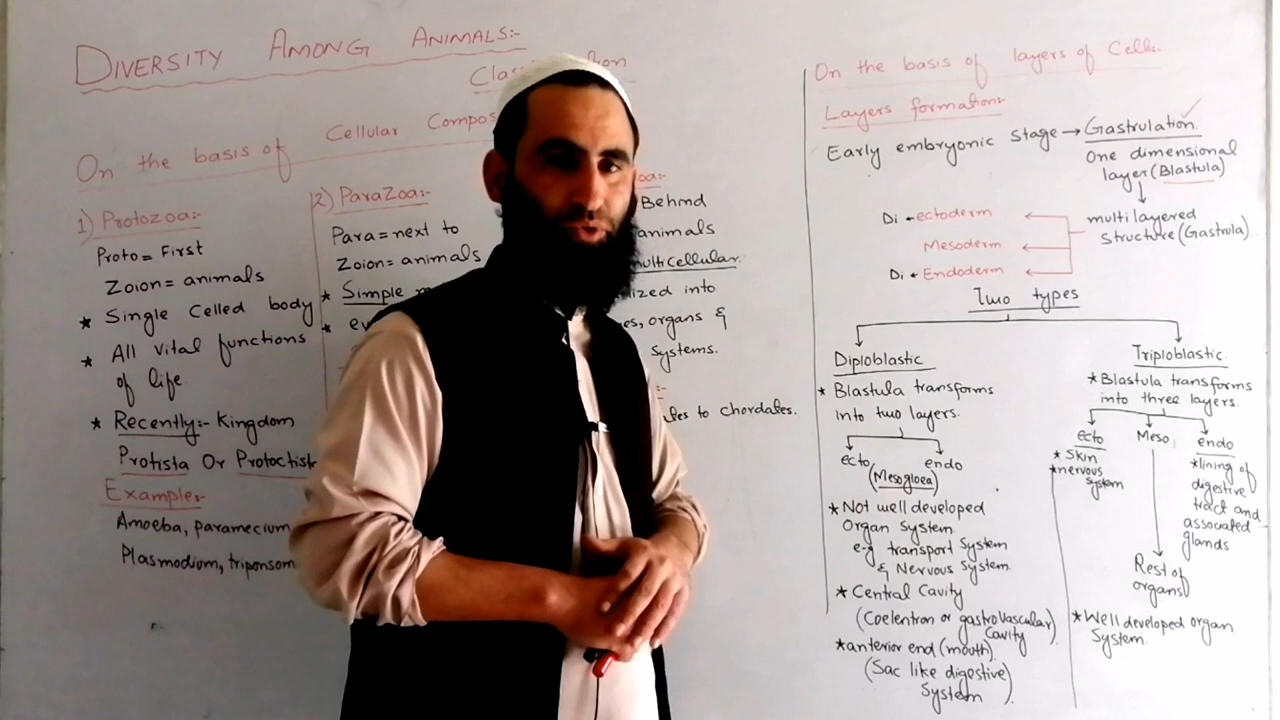 DIVERSITY AMONG ANIMALS:-
On the basis of Cellular
1) Protozoa:-
Proto = First
Zoion = animals
* Single Celled body
* All vital functions
of life.
* Recently:- Kingdom
Protista Or Protoctist
Examples:-
Amoeba, paramecium,
Plasmodium, triponsom
2) ParaZoa:-
Para = next to
Zoion = animals
* Simple
*
Behind
animals
multicellular.
organs &
systems.
to chordates.
On the basis of layers of Cells:-
Layers formation:-
Early embryonic stage → Gastrulation ✓
One dimensional
layer (Blastula)
↓
multilayered
structure (Gastrula).
Di - ectoderm
Mesoderm
Di • Endoderm
Two types
Diploblastic
* Blastula transforms
into two layers.
ecto endo
(Mesogloea)
* Not well developed
Organ System
e.g transport System
& Nervous System.
* Central Cavity
(Coelentron or gastrovascular
Cavity)
* anterior end (mouth)
(Sac like digestive
System).
Triploblastic.
* Blastula transforms
into three layers.
ecto Meso endo
* Skin
* nervous
system
Rest of
organs
* lining of
digestive
tract and
associated
glands
* Well developed organ
System.